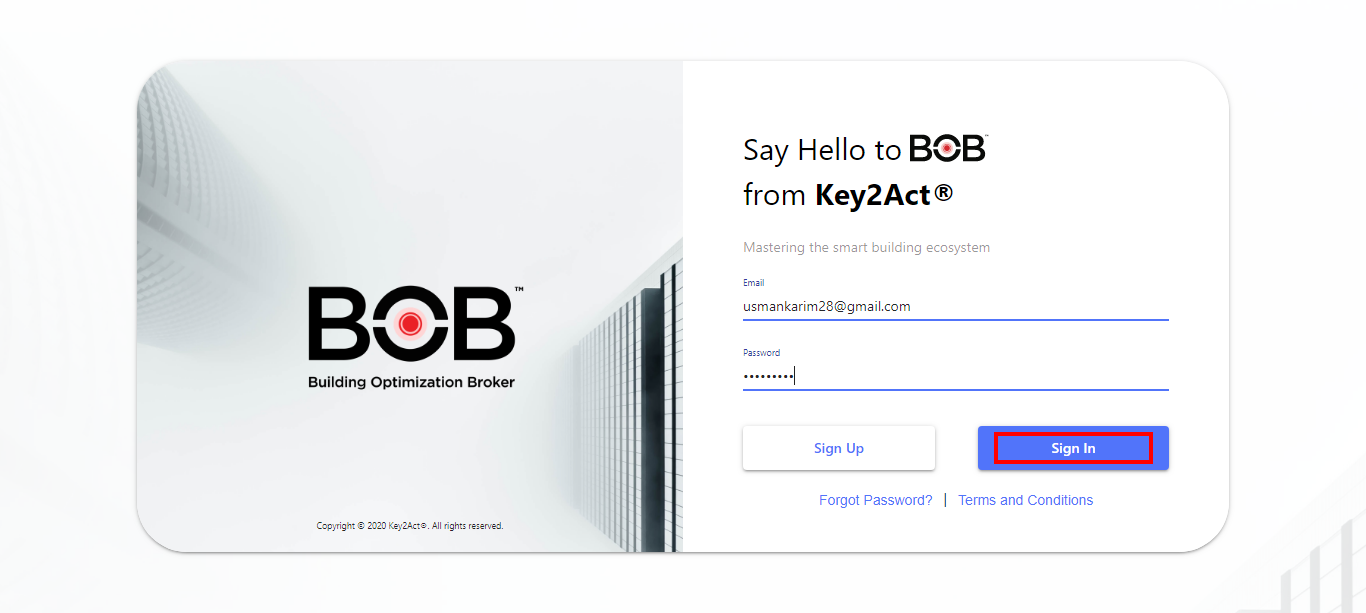 BOB™
Building Optimization Broker
Copyright © 2020 Key2Act®. All rights reserved.
Say Hello to BOB™
from Key2Act®
Mastering the smart building ecosystem
Email
usmankarim28@gmail.com
Password
•••••••••
Sign Up
Sign In
Forgot Password? | Terms and Conditions